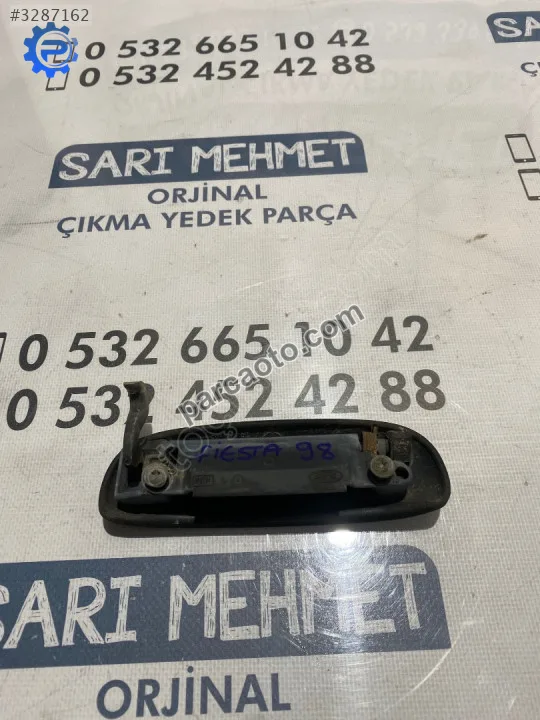 #3287162
0 532 665 10 42
0 532 452 42 88
SARI MEHMET
ORJİNAL
ÇIKMA YEDEK PARÇA
0 532 665 10 42
0 532 452 42 88
parcaoto.com
FIESTA 98
SARI MEHMET
ORJİNAL
SARI